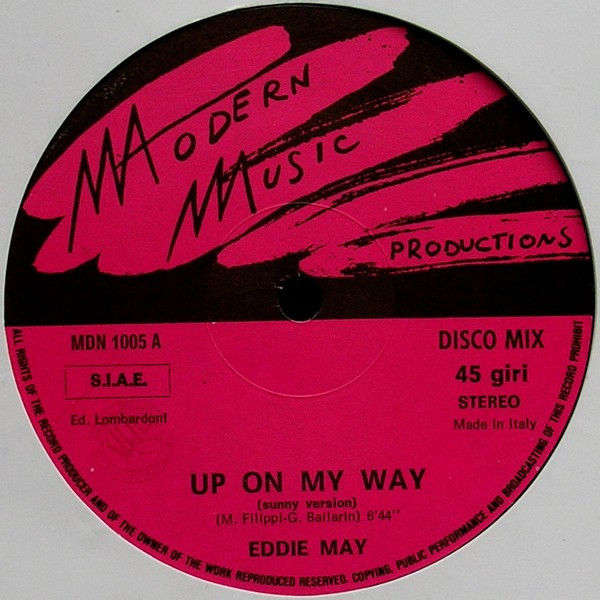 MODERN
MUSIC
PRODUCTIONS
MDN 1005 A
DISCO MIX
S.I.A.E.
45 giri
STEREO
Ed. Lombardoni
Made in Italy
UP ON MY WAY
(sunny version)
(M. Filippi-G. Ballarin) 6'44"
EDDIE MAY
ALL RIGHTS OF THE RECORD PRODUCER AND OF THE OWNER OF THE WORK REPRODUCED RESERVED. COPYING, PUBLIC PERFORMANCE AND BROADCASTING OF THIS RECORD PROHIBIT